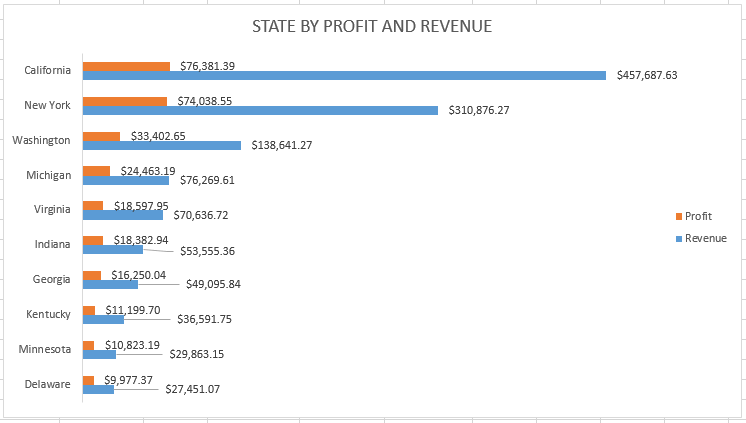 STATE BY PROFIT AND REVENUE
California $76,381.39
$457,687.63
New York $74,038.55
$310,876.27
Washington $33,402.65
$138,641.27
Michigan $24,463.19
$76,269.61
Virginia $18,597.95
$70,636.72
Profit
Indiana $18,382.94
$53,555.36
Revenue
Georgia $16,250.04
$49,095.84
Kentucky $11,199.70
$36,591.75
Minnesota $10,823.19
$29,863.15
Delaware $9,977.37
$27,451.07